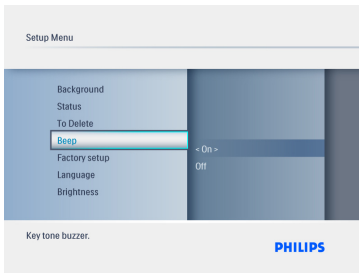 Setup Menu
Background
Status
To Delete
Beep
Factory setup
Language
Brightness
< On >
Off
Key tone buzzer.
PHILIPS